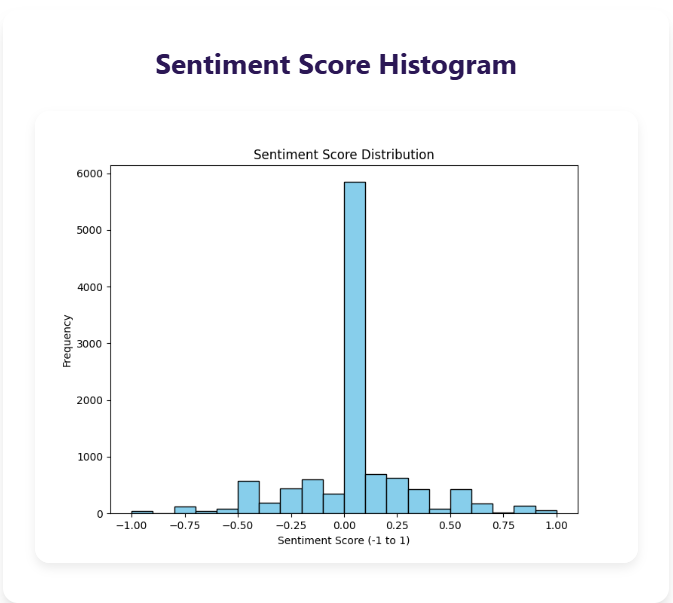 Sentiment Score Histogram
Sentiment Score Distribution
6000
5000
4000
3000
2000
1000
0
Frequency
−1.00 −0.75 −0.50 −0.25 0.00 0.25 0.50 0.75 1.00
Sentiment Score (-1 to 1)